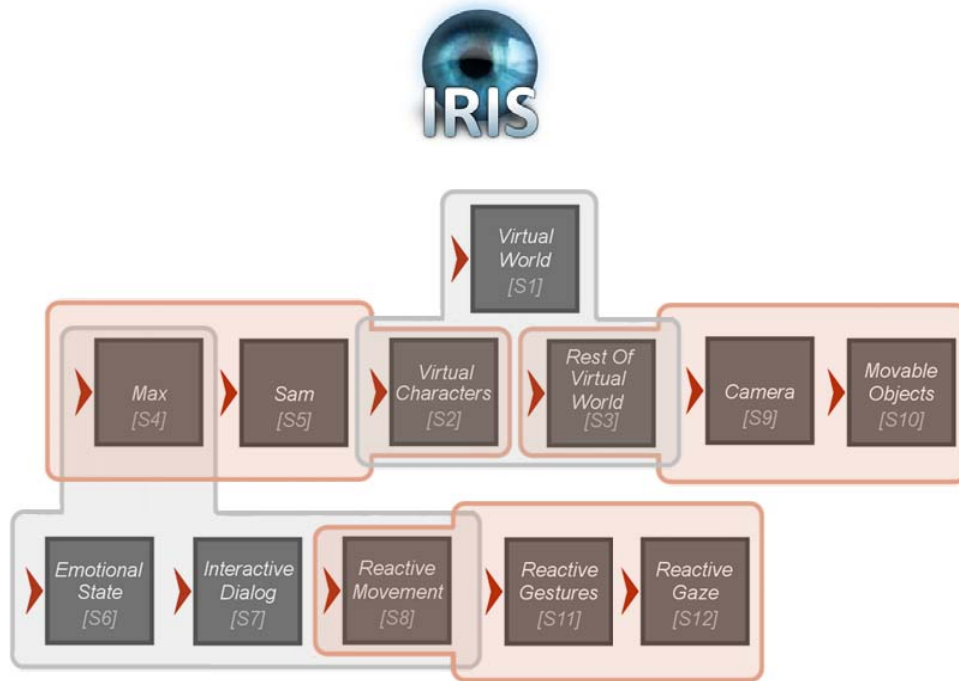 IRIS
Virtual
World
[S1]
Max
[S4]
Sam
[S5]
Virtual
Characters
[S2]
Rest Of
Virtual
World
[S3]
Camera
[S9]
Movable
Objects
[S10]
Emotional
State
[S6]
Interactive
Dialog
[S7]
Reactive
Movement
[S8]
Reactive
Gestures
[S11]
Reactive
Gaze
[S12]